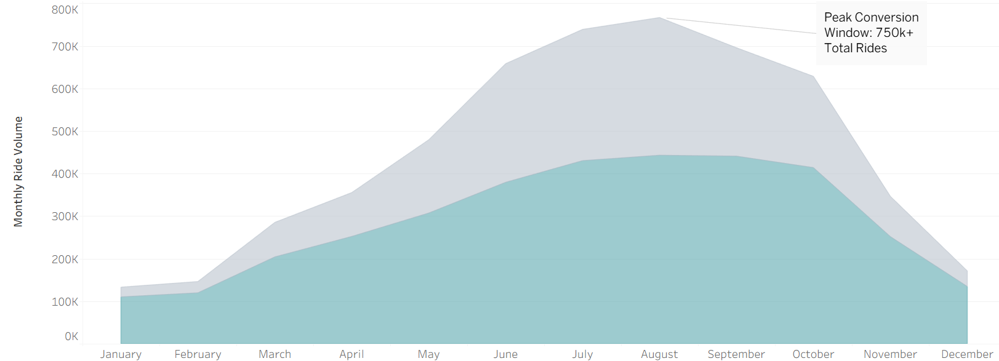 800K
700K
600K
500K
400K
300K
200K
100K
0K
Monthly Ride Volume
Peak Conversion
Window: 750k+
Total Rides
January February March April May June July August September October November December